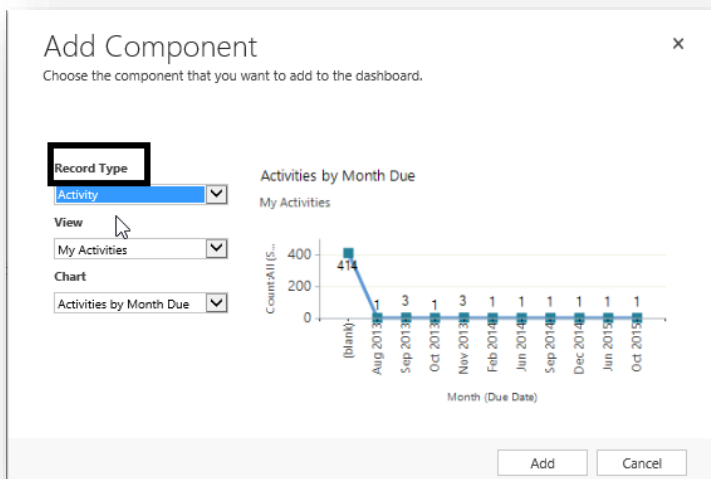 Add Component
Choose the component that you want to add to the dashboard.
Record Type
Activity
View
My Activities
Chart
Activities by Month Due
Activities by Month Due
My Activities
Count:All (S...
400
200
0
414
1
3
1
3
1
1
1
1
1
1
(blank)
Aug 2013
Sep 2013
Oct 2013
Nov 2013
Feb 2014
Jun 2014
Sep 2014
Dec 2014
Jun 2015
Oct 2015
Month (Due Date)
Add
Cancel